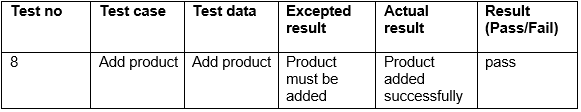 Test no Test case Test data Excepted result Actual result Result (Pass/Fail)
8 Add product Add product Product must be added Product added successfully pass